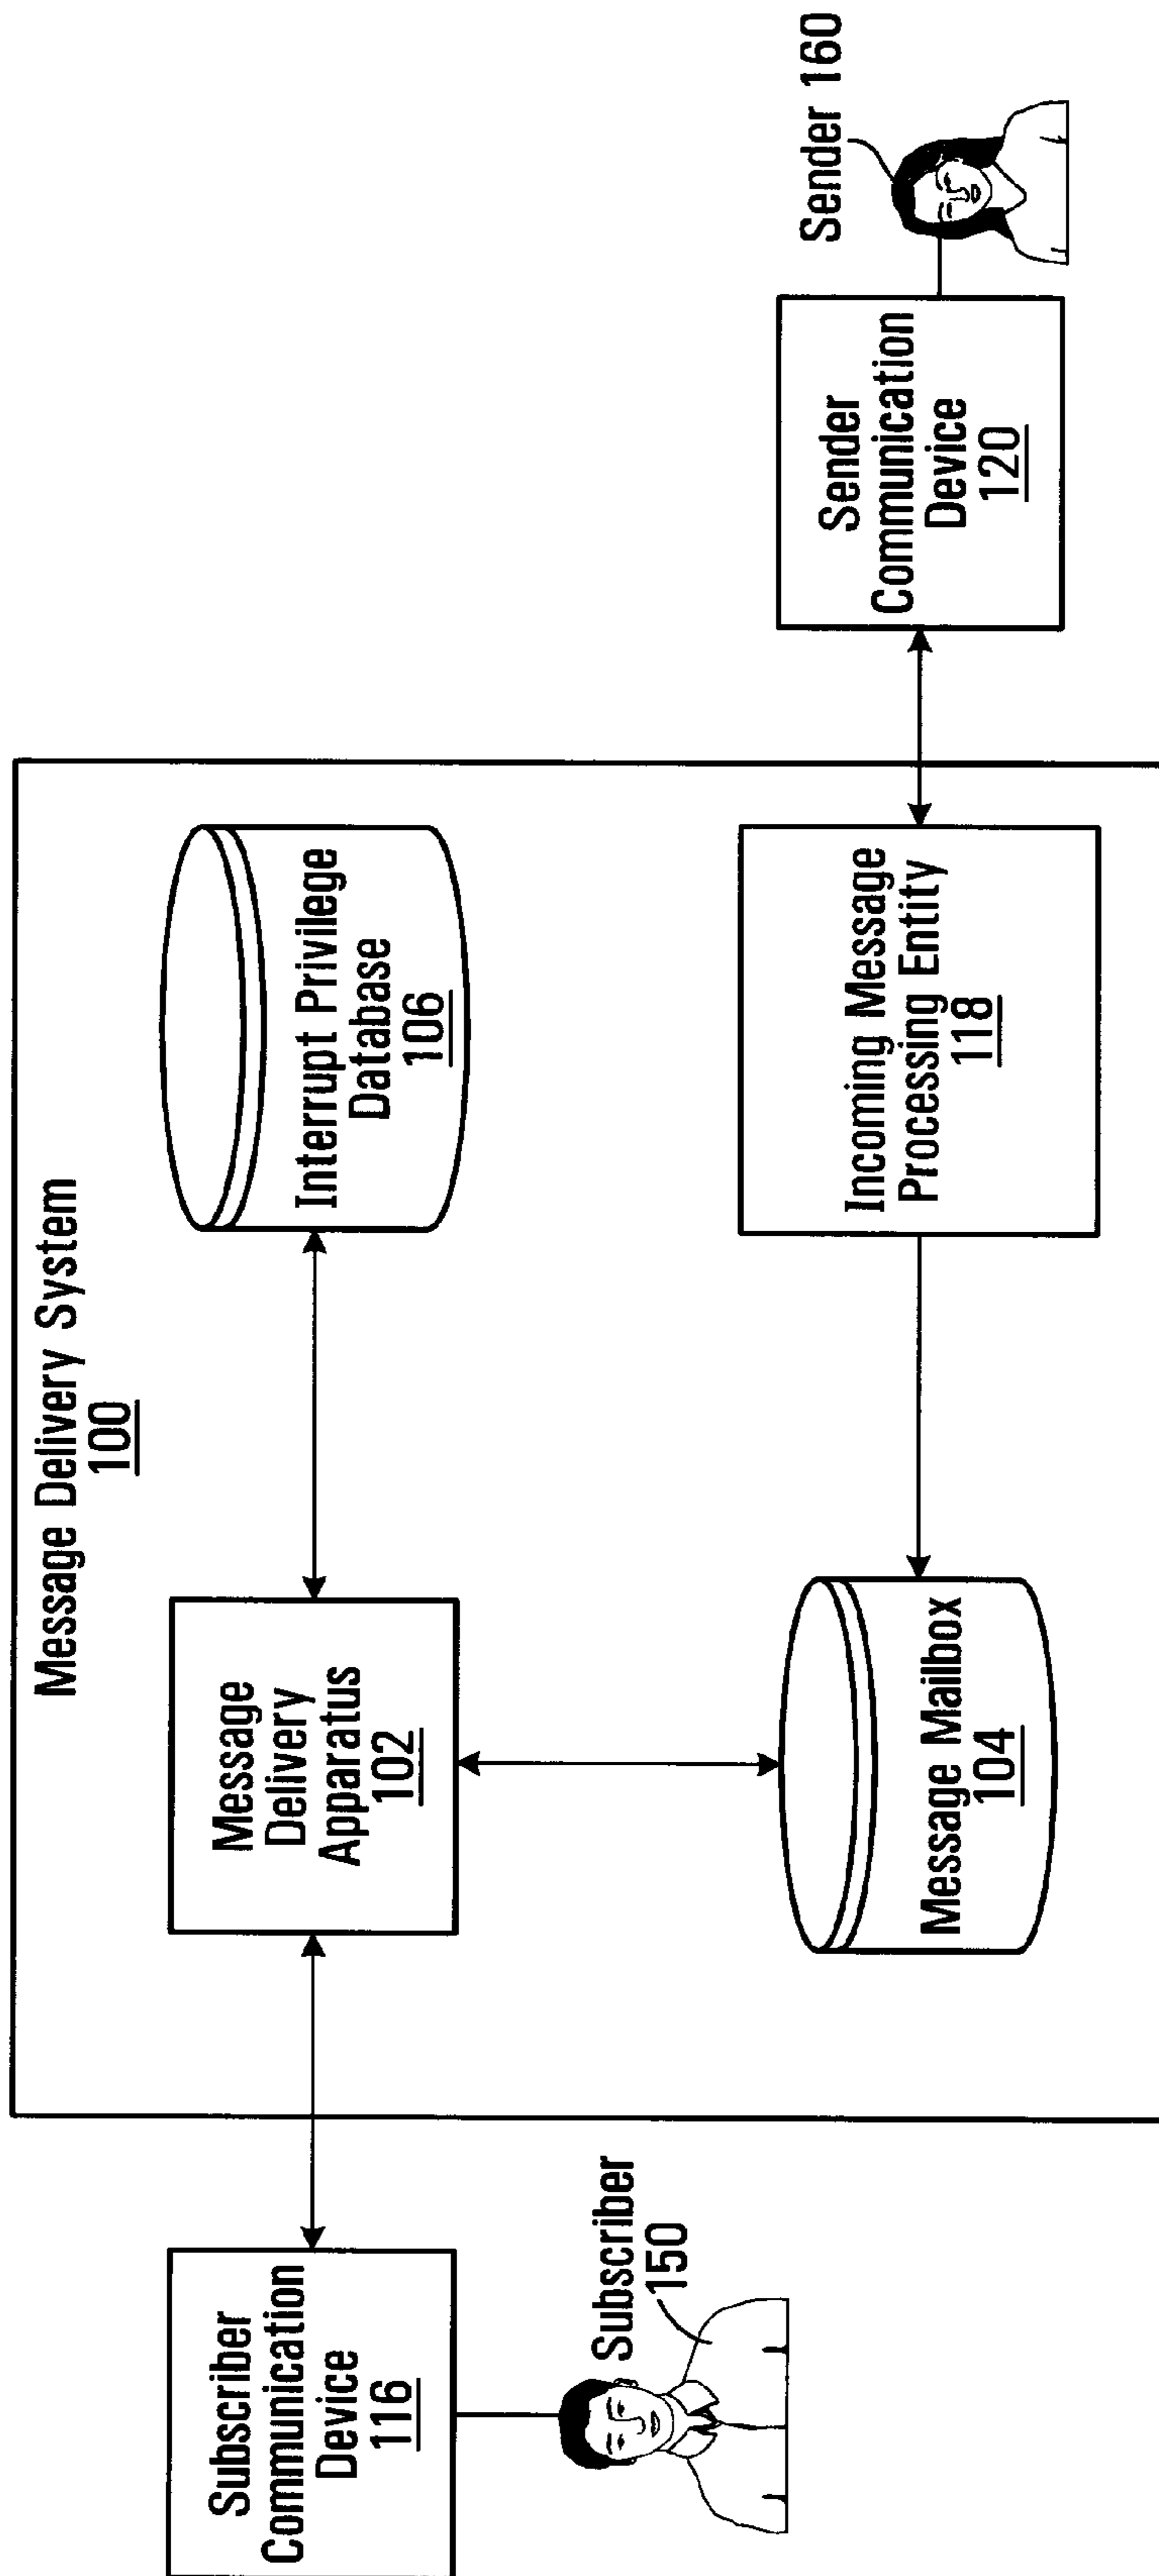 Message Delivery System
100
Subscriber
Communication
Device
116
Subscriber
150
Message
Delivery
Apparatus
102
Interrupt Privilege
Database
106
Message Mailbox
104
Incoming Message
Processing Entity
118
Sender
Communication
Device
120
Sender 160